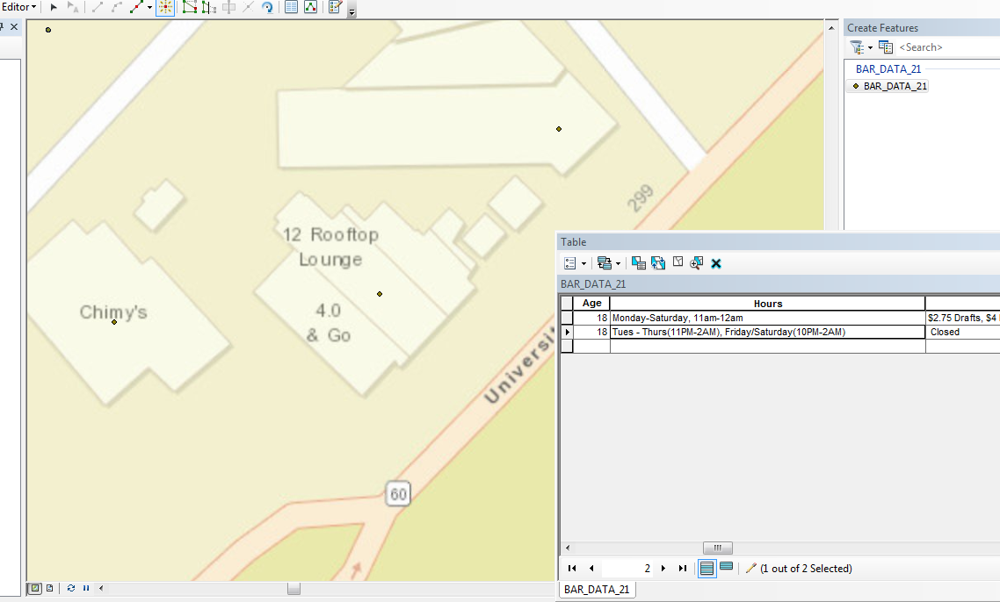 Editor
Create Features
<Search>
BAR_DATA_21
BAR_DATA_21
299
12 Rooftop
Lounge
Chimy's
4.0
& Go
60
Table
BAR_DATA_21
Age Hours
18 Monday-Saturday, 11am-12am $2.75 Drafts, $4
18 Tues - Thurs(11PM-2AM), Friday/Saturday(10PM-2AM) Closed
2 (1 out of 2 Selected)
BAR_DATA_21